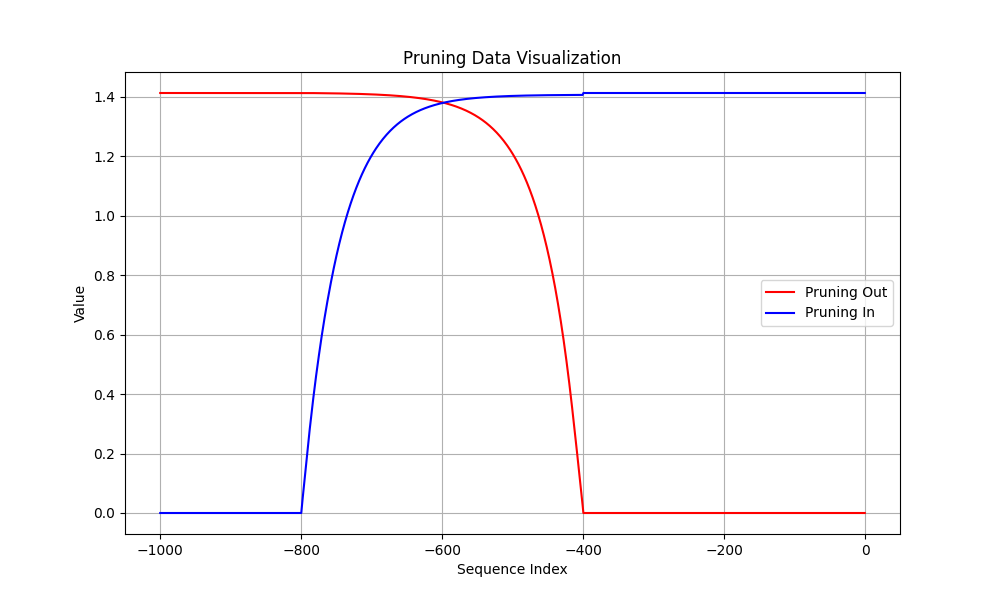 Pruning Data Visualization
Value
1.4
1.2
1.0
0.8
0.6
0.4
0.2
0.0
Pruning Out
Pruning In
−1000 −800 −600 −400 −200 0
Sequence Index